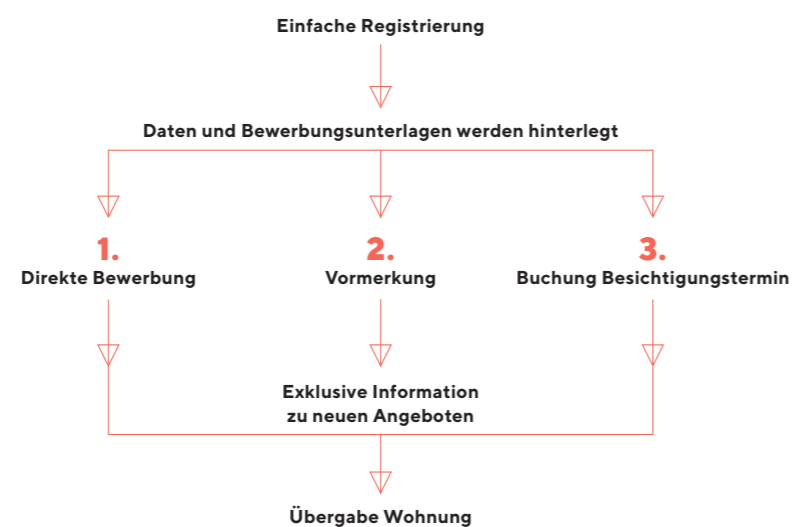 Einfache Registrierung
Daten und Bewerbungsunterlagen werden hinterlegt
1.
Direkte Bewerbung
2.
Vormerkung
3.
Buchung Besichtigungstermin
Exklusive Information
zu neuen Angeboten
Übergabe Wohnung